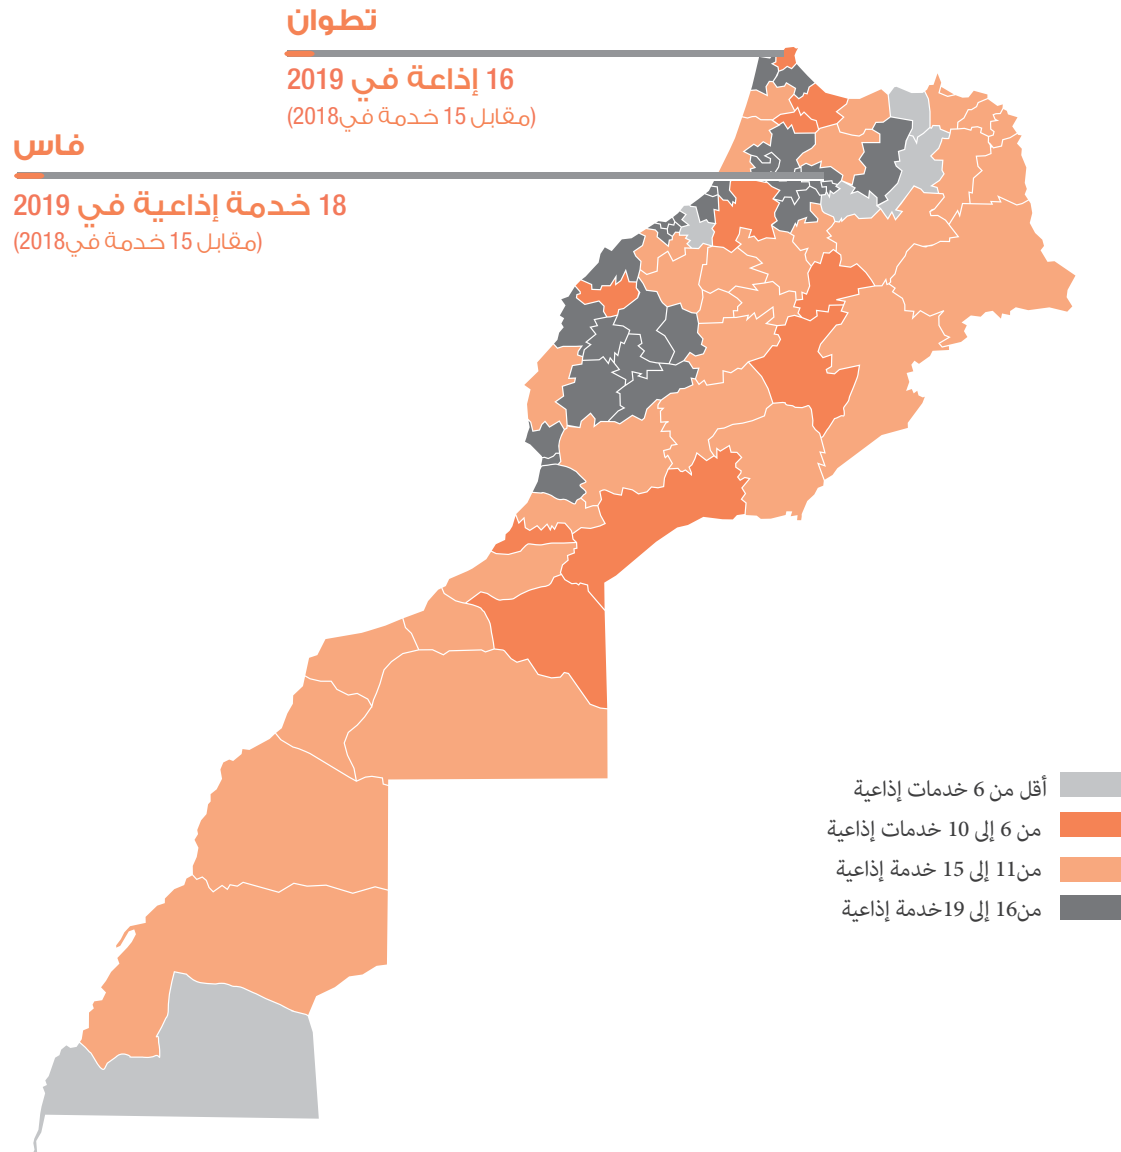 تطوان
16 إذاعة في 2019
(مقابل 15 خدمة في2018)
فاس
18 خدمة إذاعية في 2019
(مقابل 15 خدمة في2018)
أقل من 6 خدمات إذاعية
من 6 إلى 10 خدمات إذاعية
من11 إلى 15 خدمة إذاعية
من16 إلى 19خدمة إذاعية